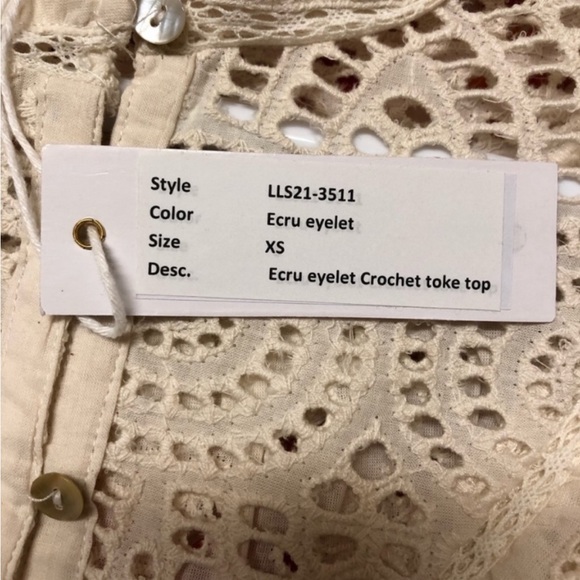 Style LLS21-3511
Color Ecru eyelet
Size XS
Desc. Ecru eyelet Crochet toke top